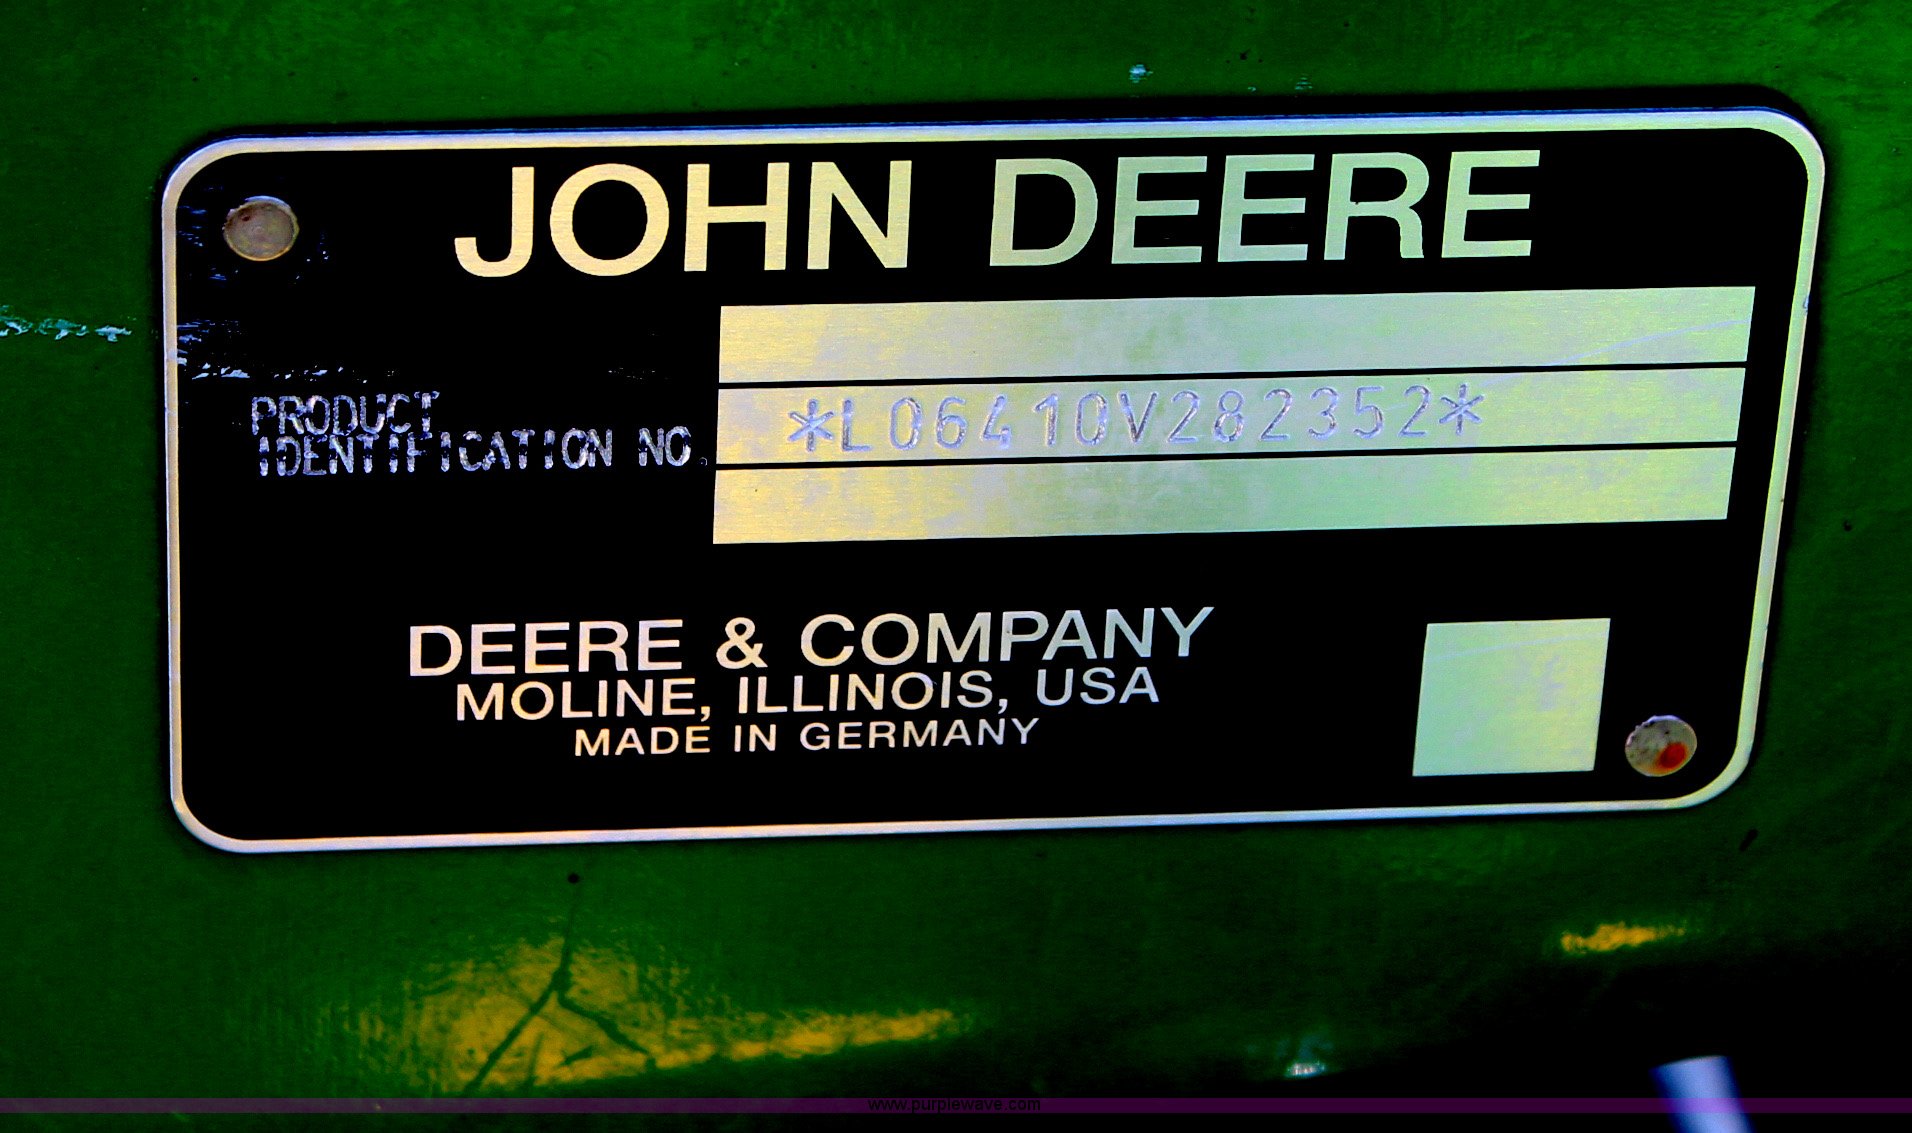 JOHN DEERE
PRODUCT
IDENTIFICATION NO.
*L06410V282352*
DEERE & COMPANY
MOLINE, ILLINOIS, USA
MADE IN GERMANY
www.purplewave.com